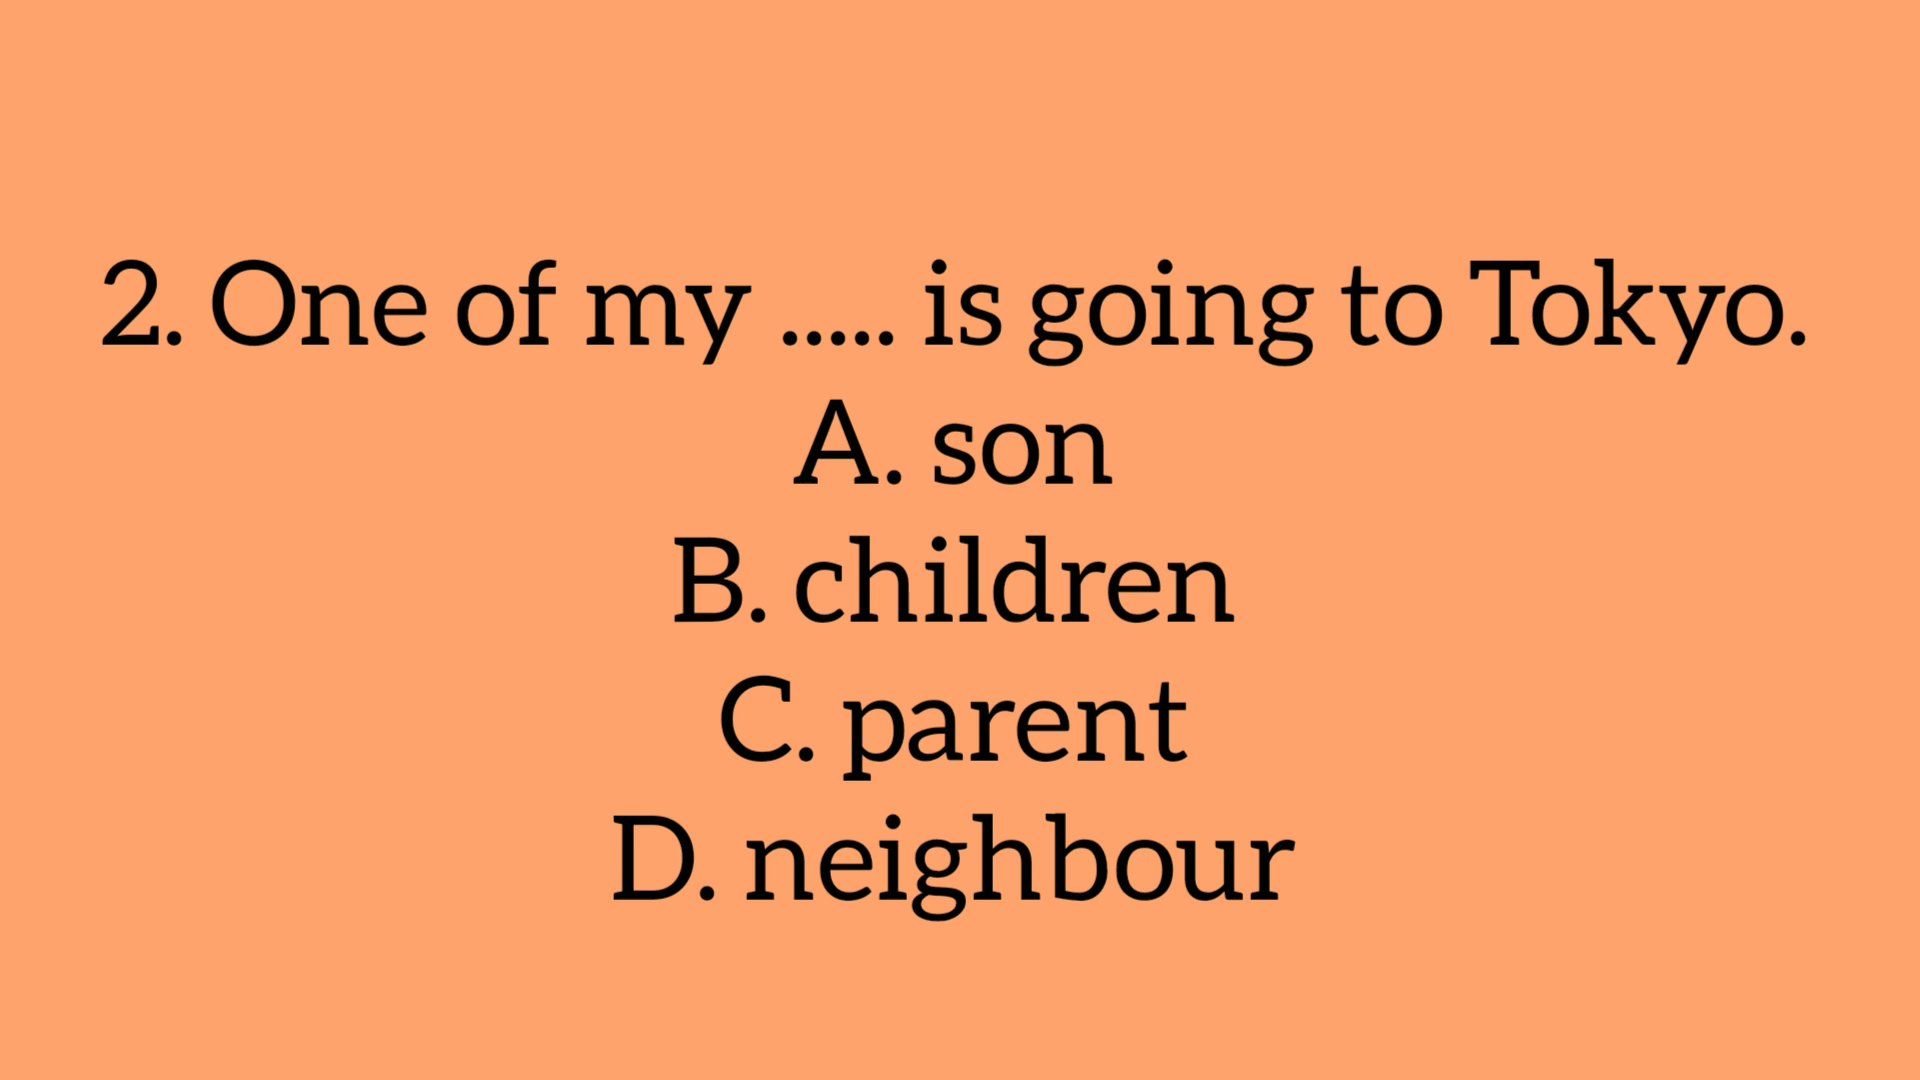 2. One of my ..... is going to Tokyo.
A. son
B. children
C. parent
D. neighbour